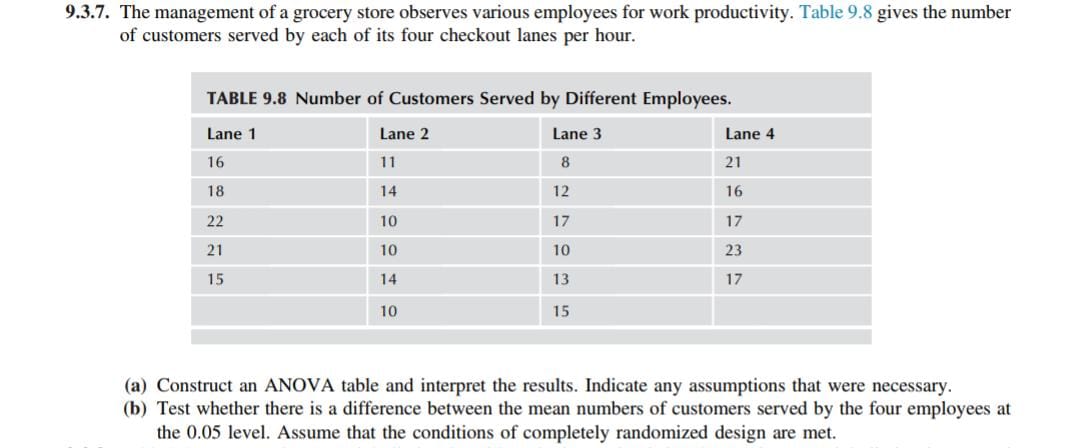 9.3.7. The management of a grocery store observes various employees for work productivity. Table 9.8 gives the number
of customers served by each of its four checkout lanes per hour.
TABLE 9.8 Number of Customers Served by Different Employees.
Lane 1 Lane 2 Lane 3 Lane 4
16 11 8 21
18 14 12 16
22 10 17 17
21 10 10 23
15 14 13 17
10 15
(a) Construct an ANOVA table and interpret the results. Indicate any assumptions that were necessary.
(b) Test whether there is a difference between the mean numbers of customers served by the four employees at
the 0.05 level. Assume that the conditions of completely randomized design are met.